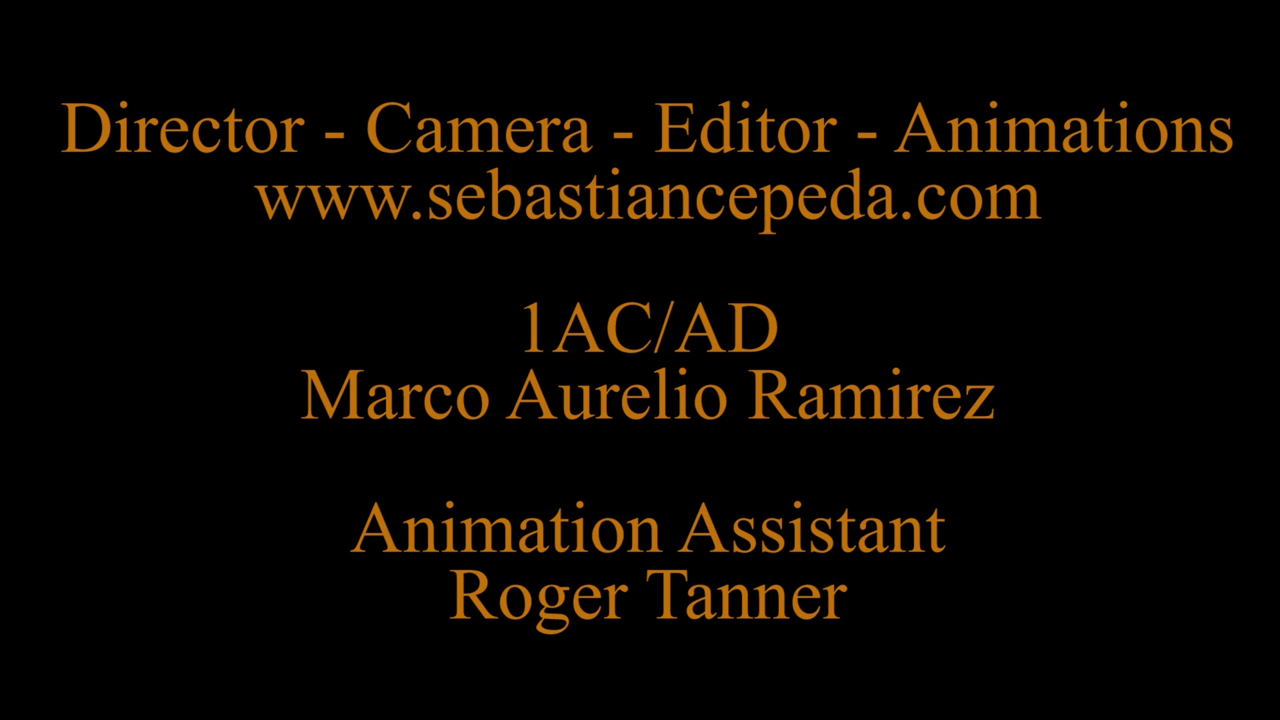 Director - Camera - Editor - Animations
www.sebastiancepeda.com
1AC/AD
Marco Aurelio Ramirez
Animation Assistant
Roger Tanner